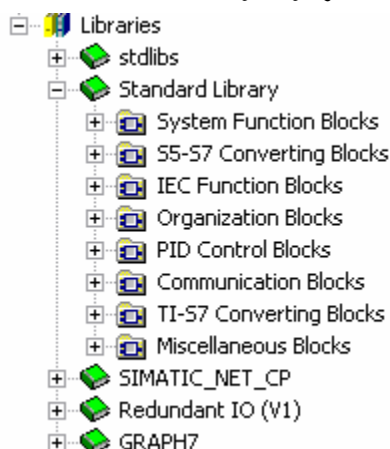 Libraries
stdlibs
Standard Library
System Function Blocks
S5-S7 Converting Blocks
IEC Function Blocks
Organization Blocks
PID Control Blocks
Communication Blocks
TI-S7 Converting Blocks
Miscellaneous Blocks
SIMATIC_NET_CP
Redundant IO (V1)
GRAPH7